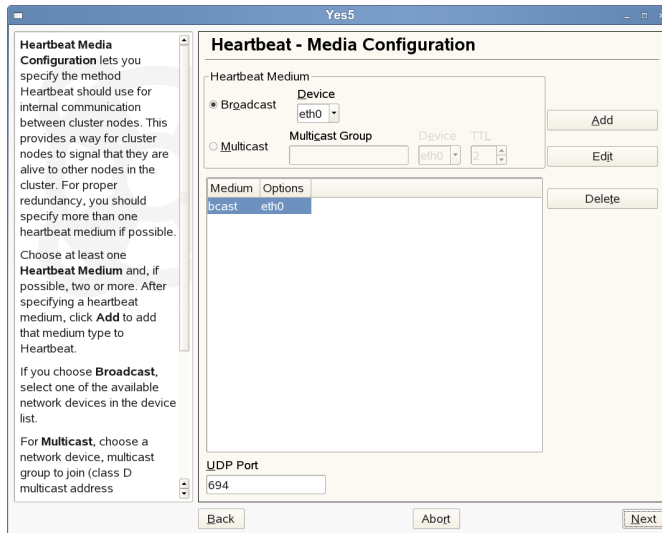 Yes5
Heartbeat Media
Configuration lets you
specify the method
Heartbeat should use for
internal communication
between cluster nodes. This
provides a way for cluster
nodes to signal that they are
alive to other nodes in the
cluster. For proper
redundancy, you should
specify more than one
heartbeat medium if possible.
Choose at least one
Heartbeat Medium and, if
possible, two or more. After
specifying a heartbeat
medium, click Add to add
that medium type to
Heartbeat.
If you choose Broadcast,
select one of the available
network devices in the device
list.
For Multicast, choose a
network device, multicast
group to join (class D
multicast address
Heartbeat - Media Configuration
Heartbeat Medium
Broadcast
Device
eth0
Multicast
Multicast Group
Device
TTL
eth0
2
Add
Edit
Delete
Medium Options
bcast eth0
UDP Port
694
Back
Abort
Next